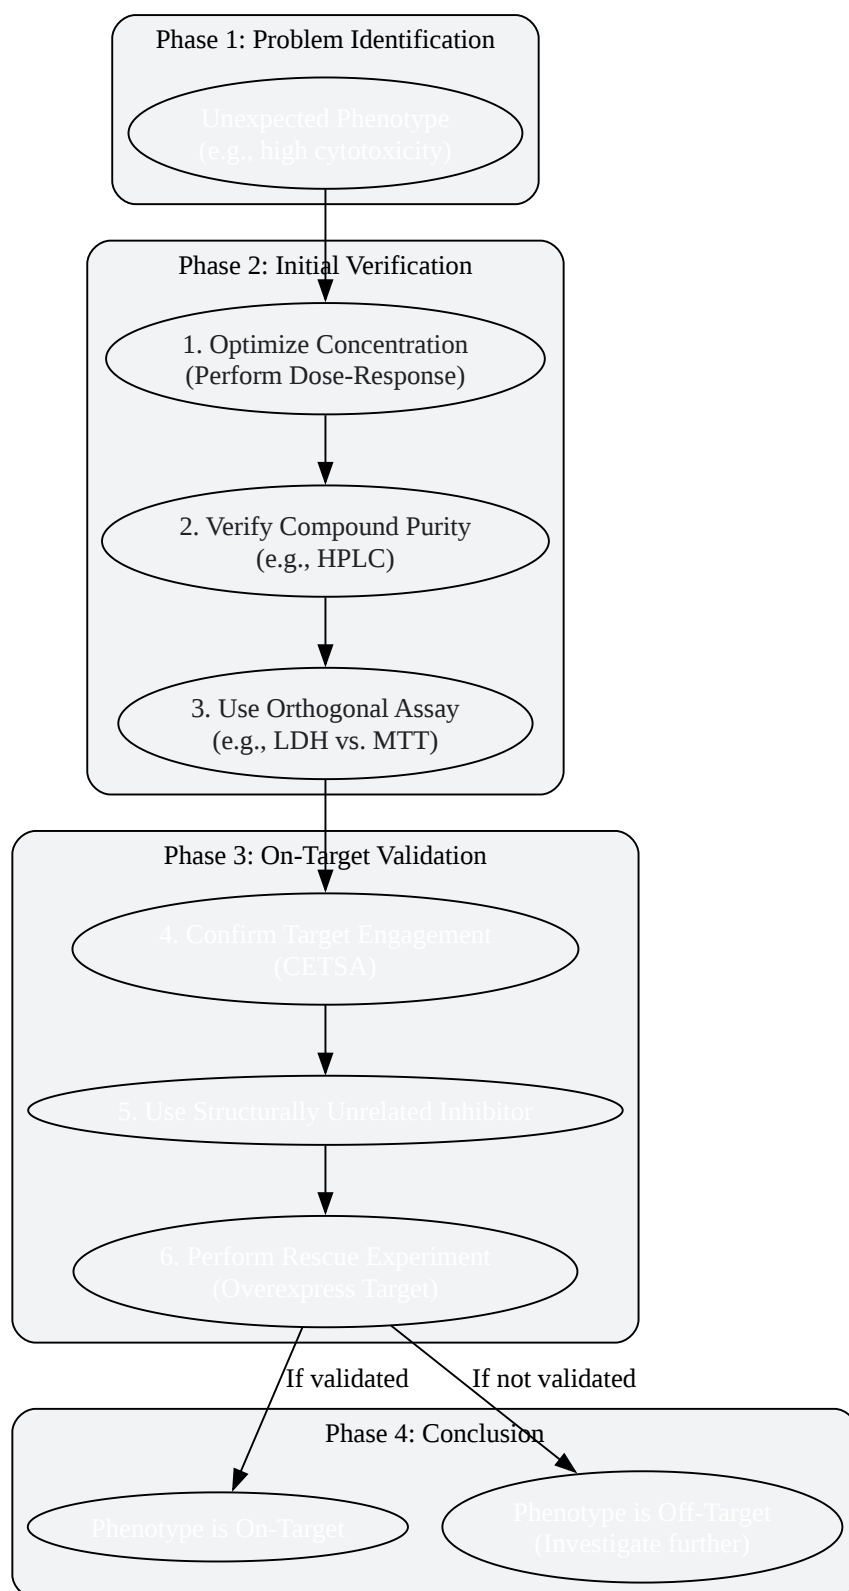 Phase 1: Problem Identification
Unexpected Phenotype
(e.g., high cytotoxicity)
Phase 2: Initial Verification
1. Optimize Concentration
(Perform Dose-Response)
2. Verify Compound Purity
(e.g., HPLC)
3. Use Orthogonal Assay
(e.g., LDH vs. MTT)
Phase 3: On-Target Validation
4. Confirm Target Engagement
(CETSA)
5. Use Structurally Unrelated Inhibitor
6. Perform Rescue Experiment
(Overexpress Target)
If validated
If not validated
Phase 4: Conclusion
Phenotype is On-Target
Phenotype is Off-Target
(Investigate further)